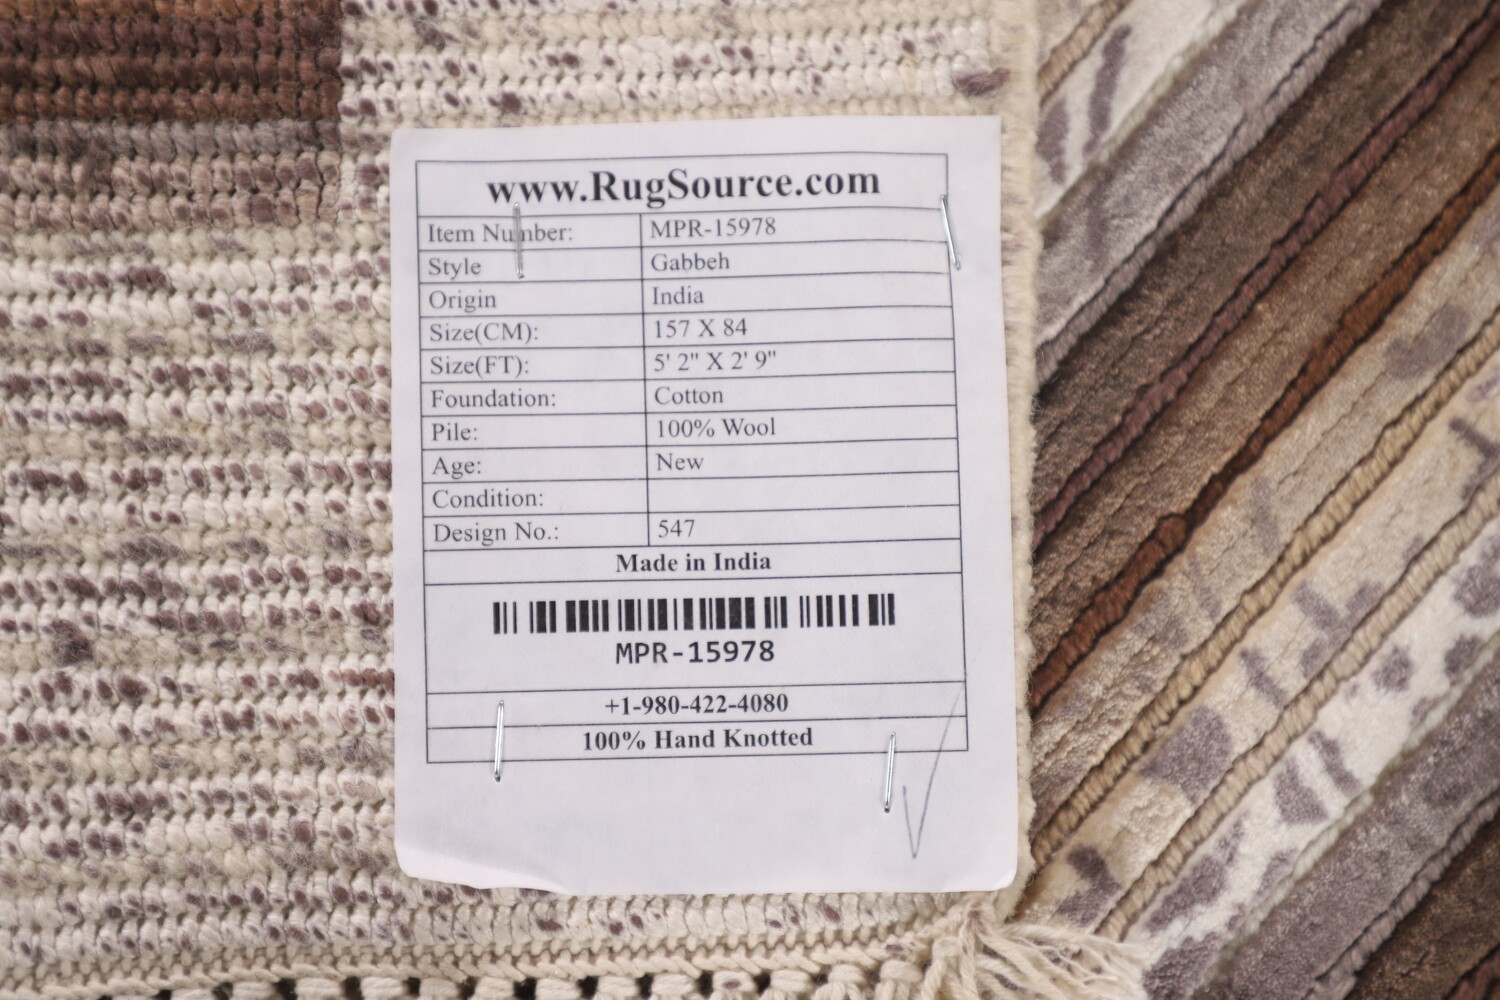 www.RugSource.com
Item Number: MPR-15978
Style Gabbeh
Origin India
Size(CM): 157 X 84
Size(FT): 5' 2" X 2' 9"
Foundation: Cotton
Pile: 100% Wool
Age: New
Condition:
Design No.: 547
Made in India
MPR-15978
+1-980-422-4080
100% Hand Knotted